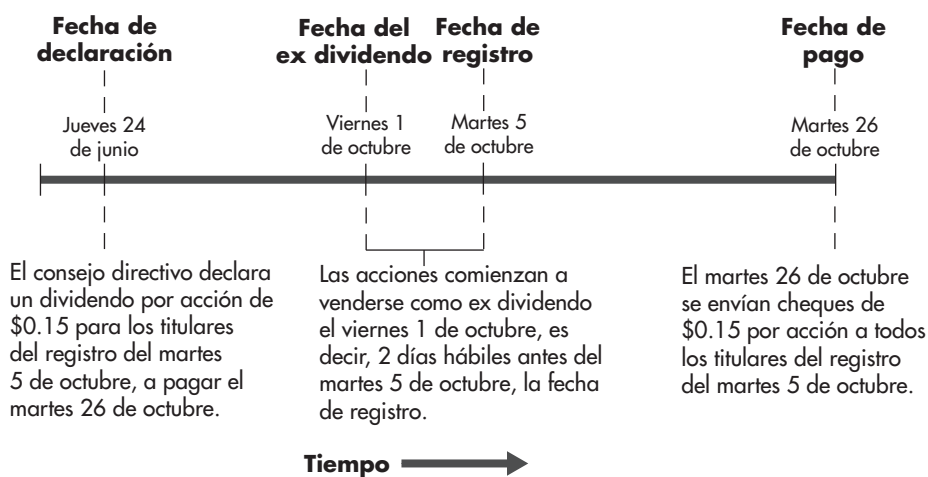 Fecha de
declaración
Fecha del
ex dividendo
Fecha de
registro
Fecha de
pago
Jueves 24
de junio
Viernes 1
de octubre
Martes 5
de octubre
Martes 26
de octubre
El consejo directivo declara
un dividendo por acción de
$0.15 para los titulares
del registro del martes
5 de octubre, a pagar el
martes 26 de octubre.
Las acciones comienzan a
venderse como ex dividendo
el viernes 1 de octubre, es
decir, 2 días hábiles antes del
martes 5 de octubre, la fecha
de registro.
El martes 26 de octubre
se envían cheques de
$0.15 por acción a todos
los titulares del registro
del martes 5 de octubre.
Tiempo